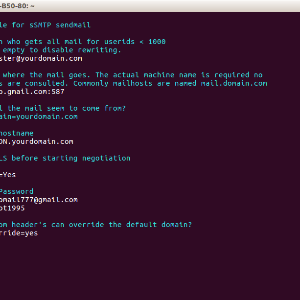 -B50-80: ~
le for sSMTP sendmail
n who gets all mail for userids < 1000
empty to disable rewriting.
ster@yourdomain.com
where the mail goes. The actual machine name is required no
s are consulted. Commonly mailhosts are named mail.domain.com
o.gmail.com:587
l the mail seem to come from?
ain=yourdomain.com
hostname
ON.yourdomain.com
LS before starting negotiation
=Yes
Password
omail777@gmail.com
ot1995
om header's can override the default domain?
rride=yes